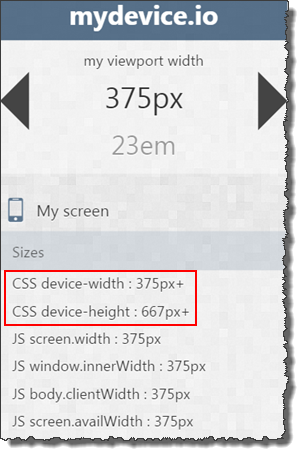 mydevice.io
my viewport width
375px
23em
My screen
Sizes
CSS device-width : 375px+
CSS device-height : 667px+
JS screen.width : 375px
JS window.innerWidth : 375px
JS body.clientWidth : 375px
JS screen.availWidth : 375px